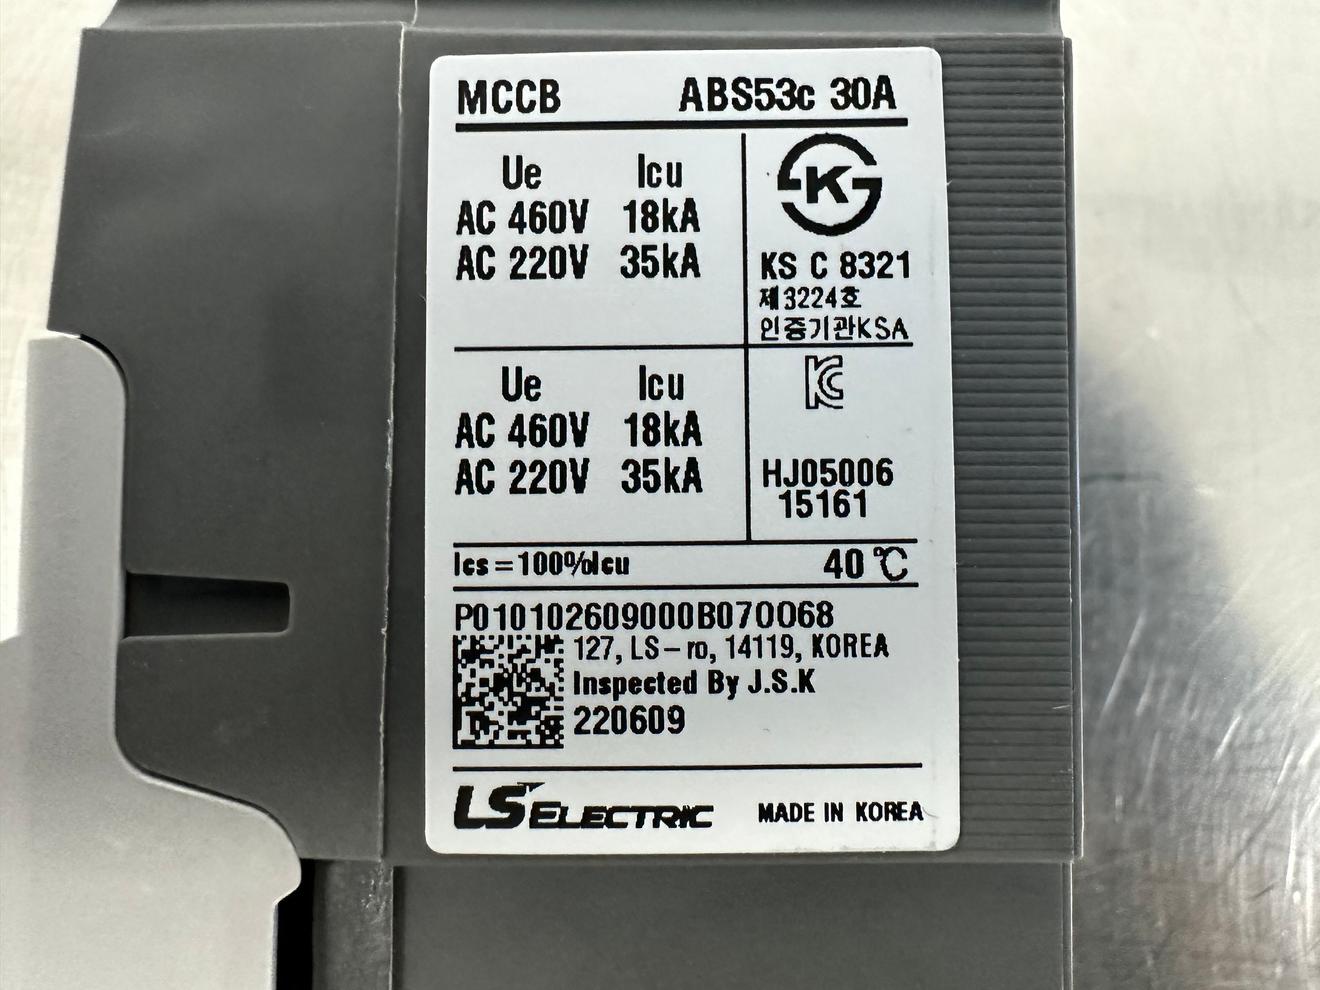 MCCB ABS53c 30A
Ue Icu
AC 460V 18kA
AC 220V 35kA
KS C 8321
제3224호
인증기관KSA
Ue Icu
AC 460V 18kA
AC 220V 35kA
HJ05006
15161
Ics=100%Icu 40℃
P010102609000B070068
127, LS-ro, 14119, KOREA
Inspected By J.S.K
220609
LS ELECTRIC MADE IN KOREA